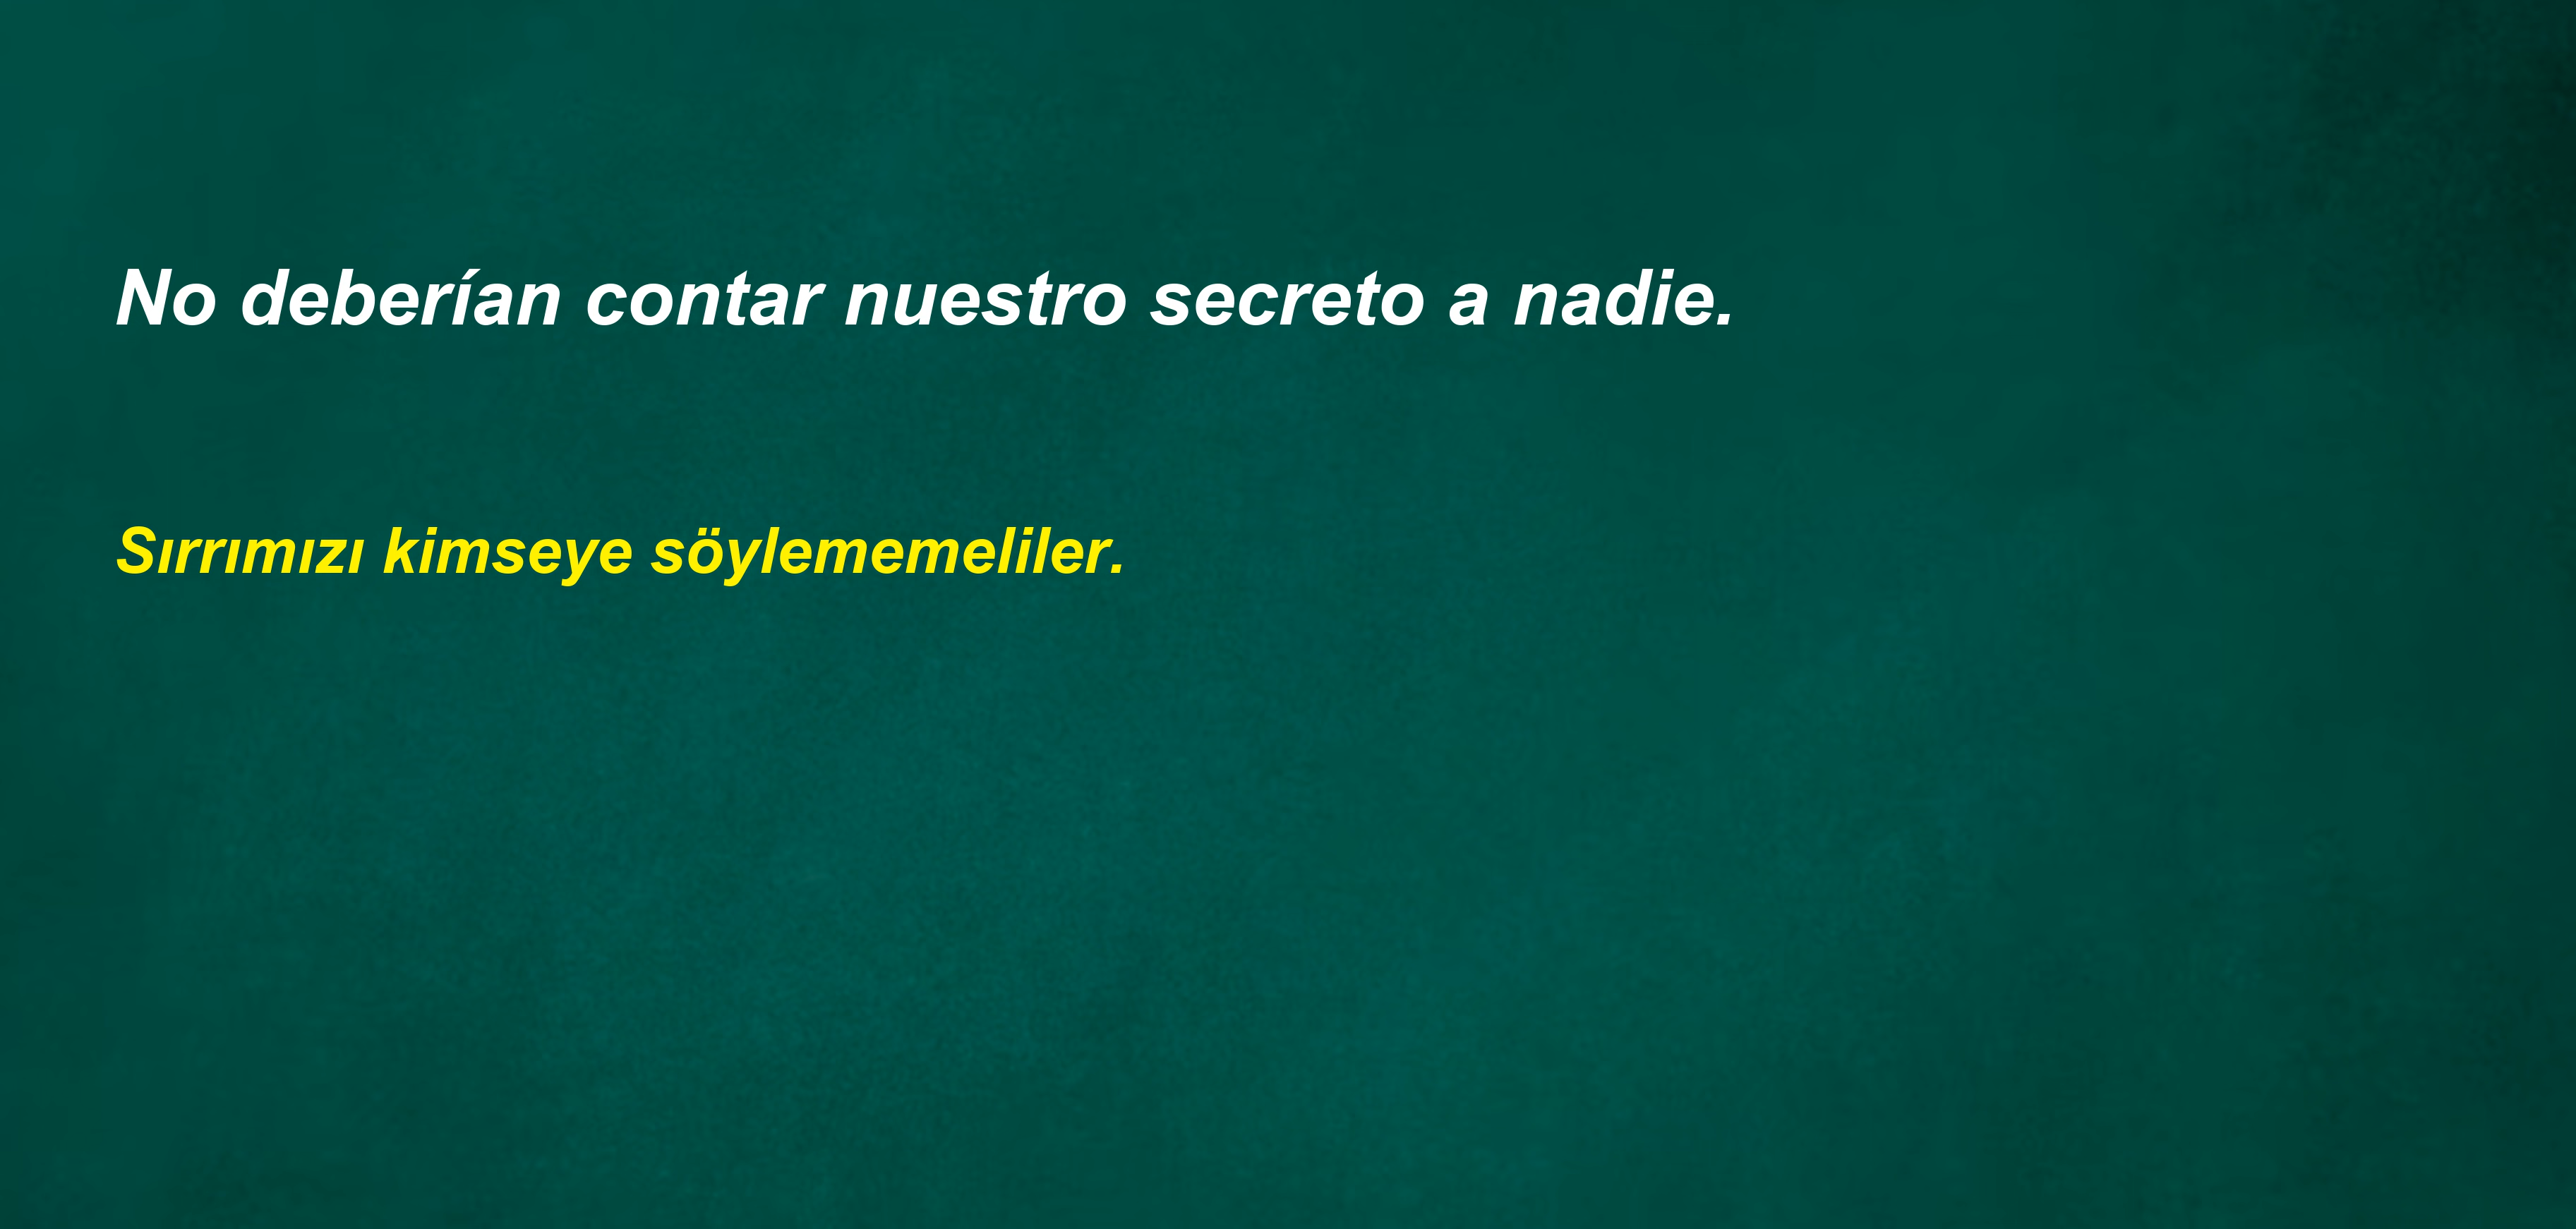 No deberían contar nuestro secreto a nadie.
Sırrımızı kimseye söylememeliler.